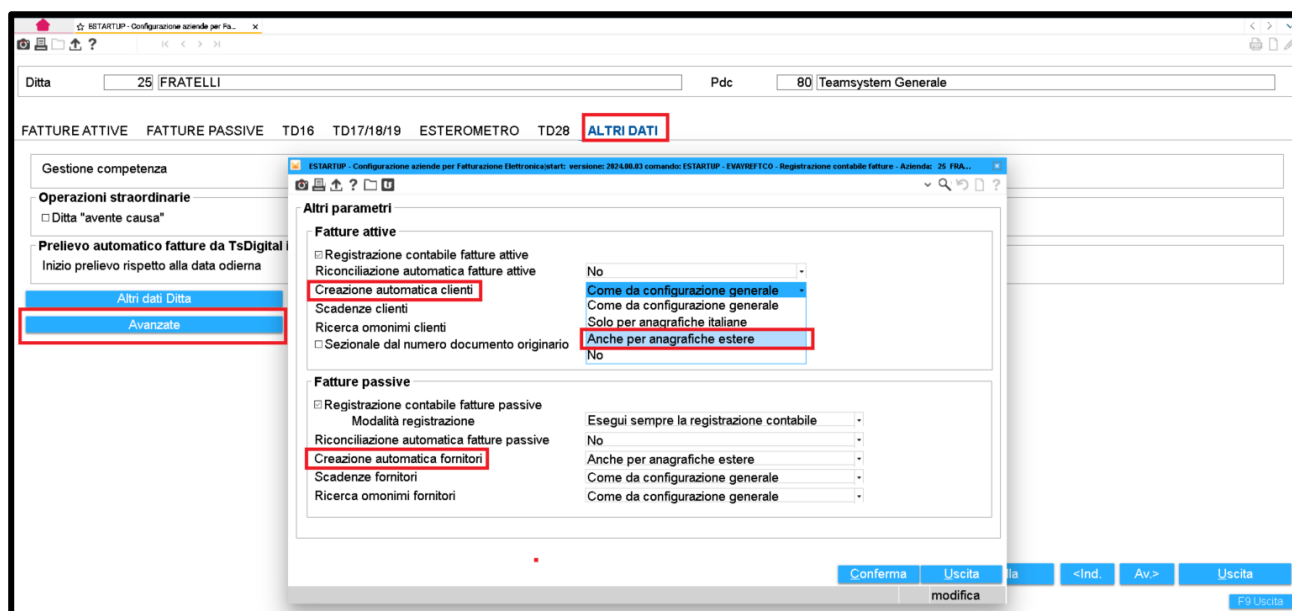 ESTARTUP - Configurazione aziende per Fa... x
Ditta 25 FRATELLI Pdc 80 Teamsystem Generale
FATTURE ATTIVE FATTURE PASSIVE TD16 TD17/18/19 ESTEROMETRO TD28 ALTRI DATI
Gestione competenza
Operazioni straordinarie
Ditta "avente causa"
Prelievo automatico fatture da TsDigital i
Inizio prelievo rispetto alla data odierna
Altri dati Ditta
Avanzate
ESTARTUP - Configurazione aziende per Fatturazione Elettronica|start: versione: 2024.00.03 comando: ESTARTUP - EWAYREFTCO - Registrazione contabile fatture - Azienda: 25 FRA...
Altri parametri
Fatture attive
Registrazione contabile fatture attive
Riconciliazione automatica fatture attive No
Creazione automatica clienti Come da configurazione generale
Come da configurazione generale
Scadenze clienti
Solo per anagrafiche italiane
Ricerca omonimi clienti
Anche per anagrafiche estere
Sezionale dal numero documento originario
No
Fatture passive
Registrazione contabile fatture passive
Modalità registrazione Esegui sempre la registrazione contabile
Riconciliazione automatica fatture passive No
Creazione automatica fornitori Anche per anagrafiche estere
Scadenze fornitori Come da configurazione generale
Ricerca omonimi fornitori Come da configurazione generale
Conferma Uscita lla <Ind. Av.> Uscita
modifica
F9 Uscita